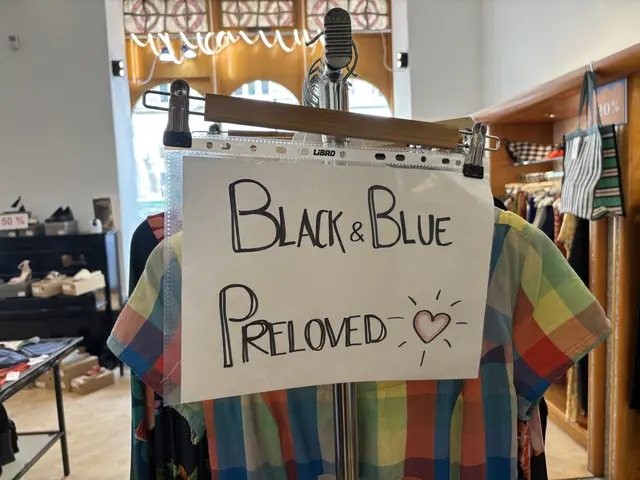 LIBRO
BLACK & BLUE
PRELOVED
50 %
20%